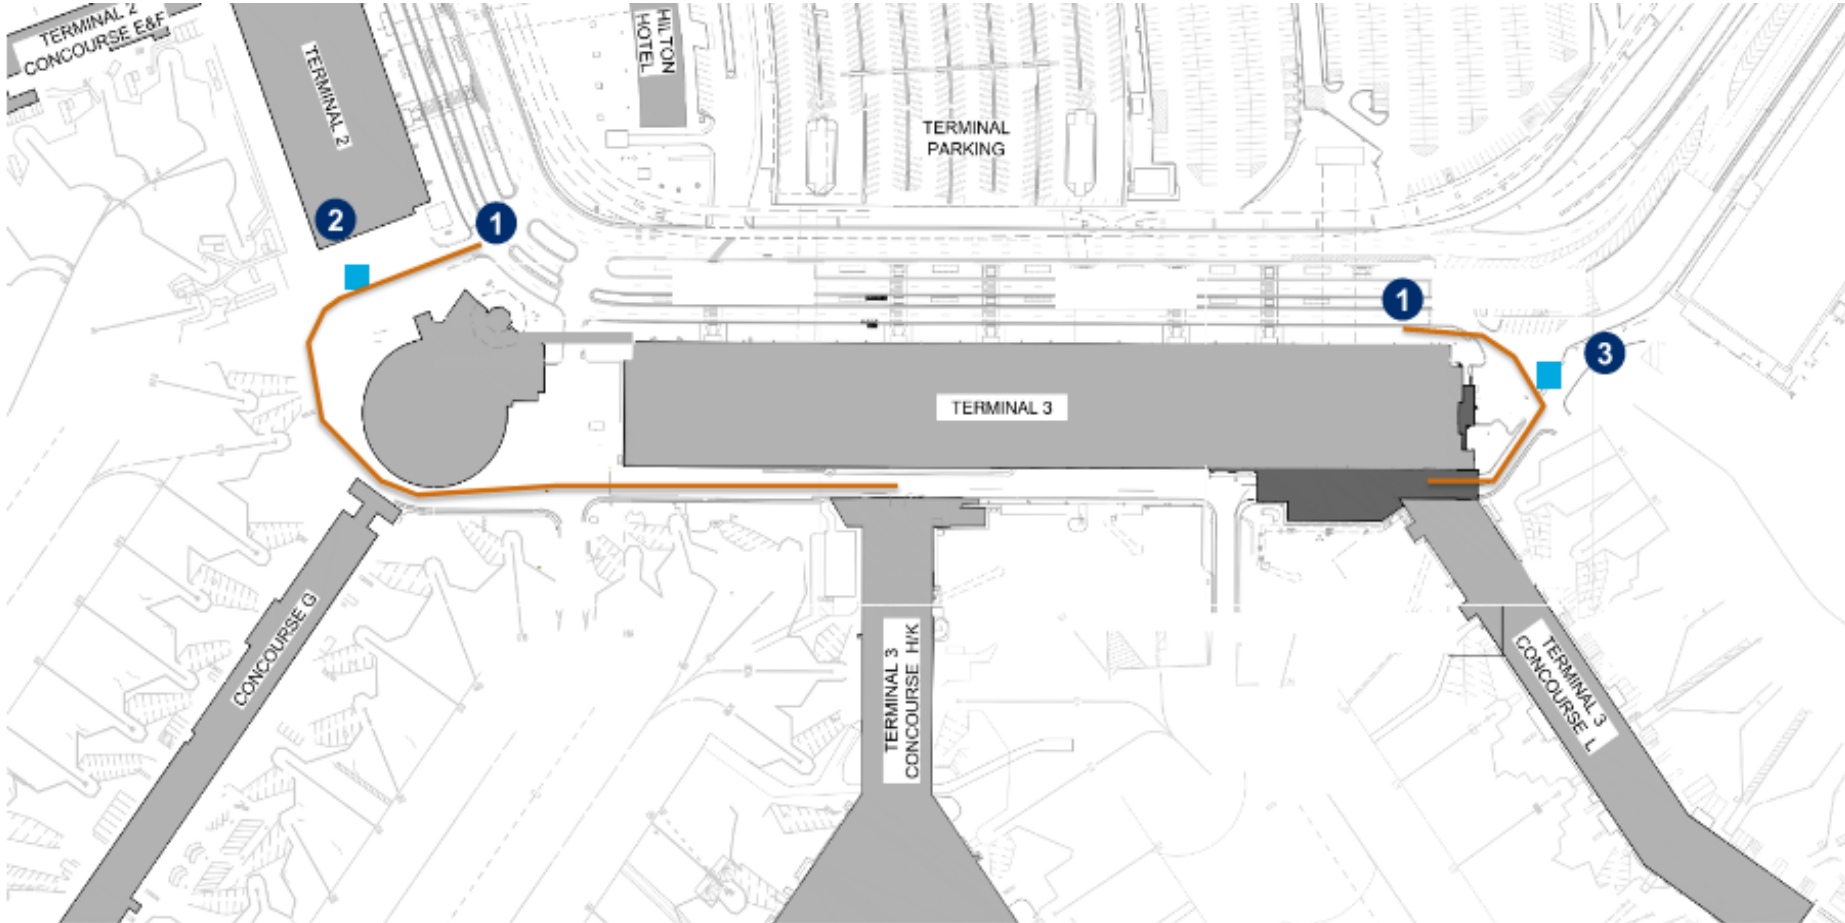 TERMINAL 2
CONCOURSE E&F
TERMINAL 2
HILTON
HOTEL
TERMINAL
PARKING
2
1
1
3
TERMINAL 3
CONCOURSE G
TERMINAL 3
CONCOURSE H/K
TERMINAL 3
CONCOURSE L